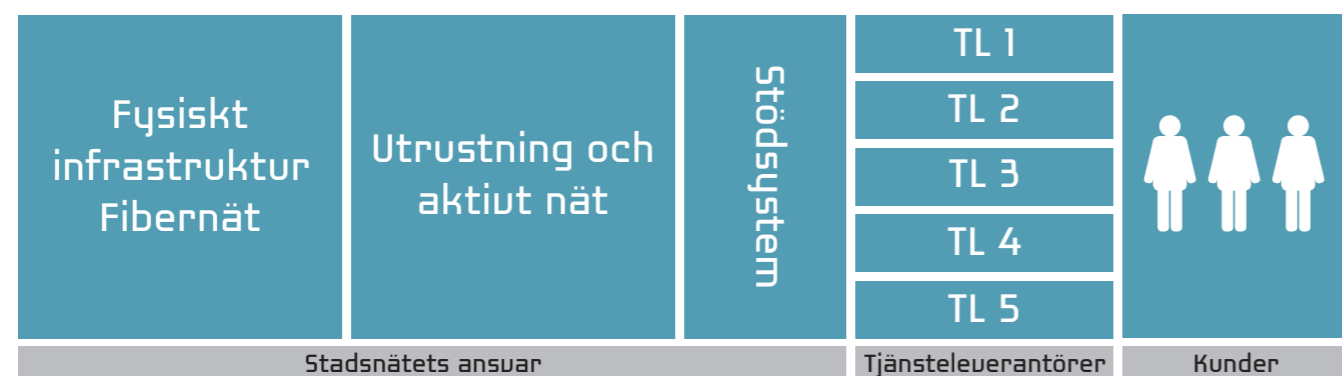 Fysiskt
infrastruktur
Fibernät
Utrustning och
aktivt nät
Stödsystem
TL 1
TL 2
TL 3
TL 4
TL 5
Stadsnätets ansvar
Tjänsteleverantörer
Kunder